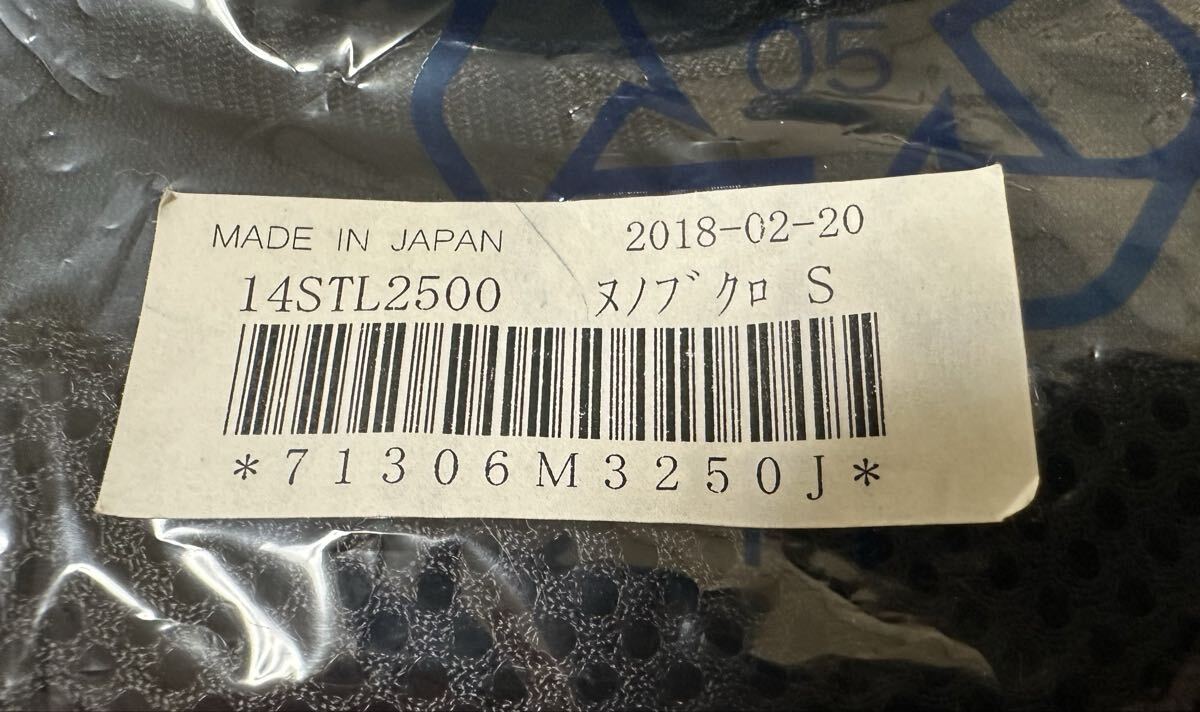 05
MADE IN JAPAN 2018-02-20
14STL2500 ﾇﾉﾌﾞｸﾛ S
*71306M3250J*